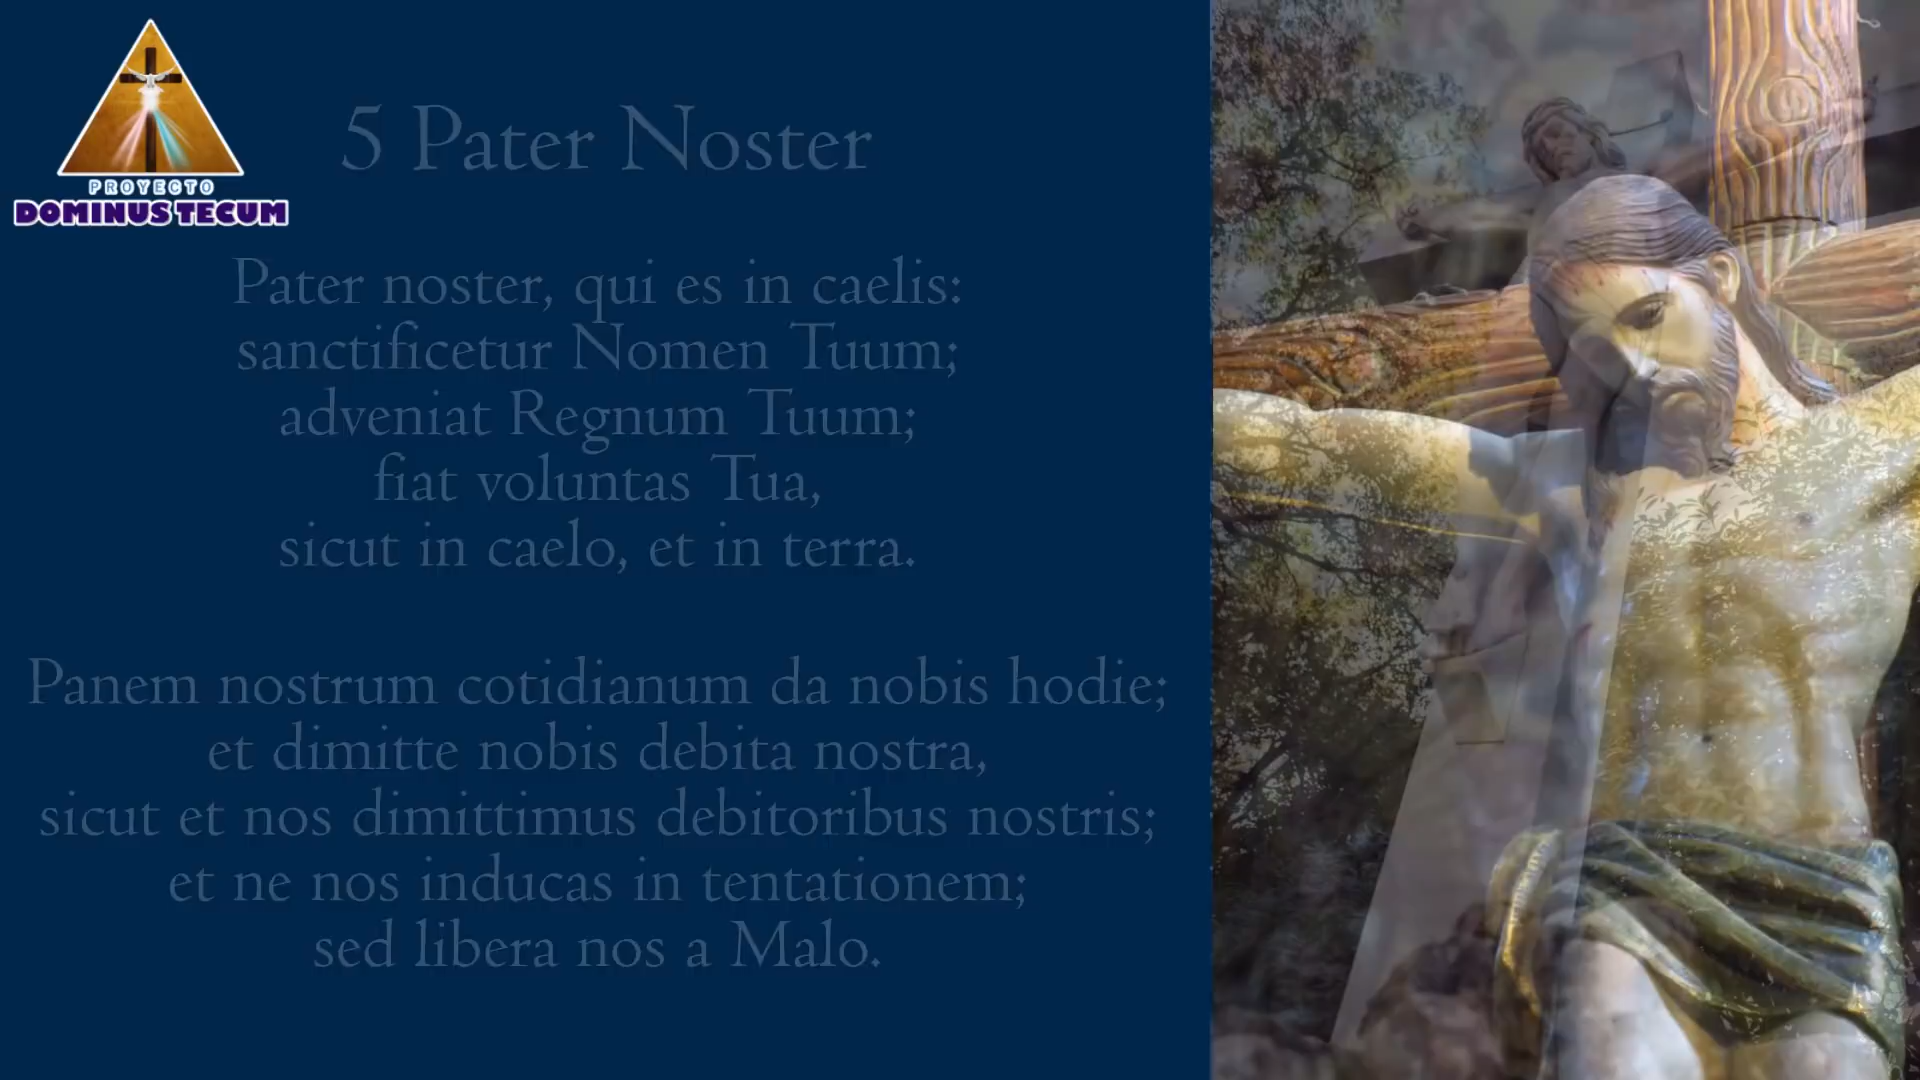 PROYECTO
DOMINUS TECUM
5 Pater Noster
Pater noster, qui es in caelis:
sanctificetur Nomen Tuum;
adveniat Regnum Tuum;
fiat voluntas Tua,
sicut in caelo, et in terra.
Panem nostrum cotidianum da nobis hodie;
et dimitte nobis debita nostra,
sicut et nos dimittimus debitoribus nostris;
et ne nos inducas in tentationem;
sed libera nos a Malo.